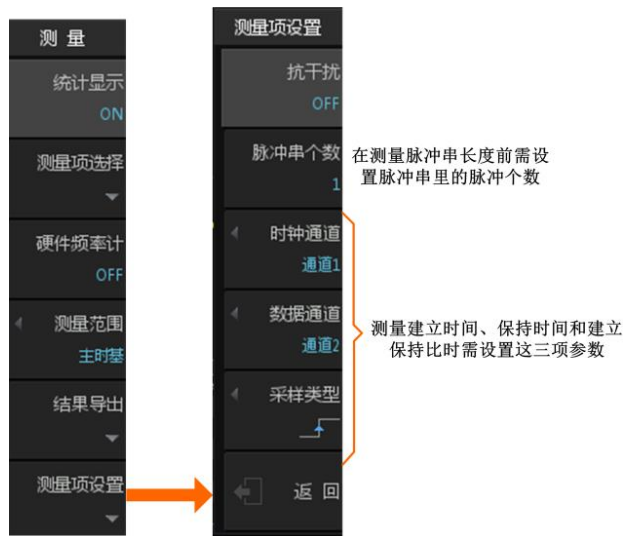 测 量
统计显示
ON
测量项选择
硬件频率计
OFF
测量范围
主时基
结果导出
测量项设置
测量项设置
抗干扰
OFF
脉冲串个数
1
时钟通道
通道1
数据通道
通道2
采样类型
返 回
在测量脉冲串长度前需设
置脉冲串里的脉冲个数
测量建立时间、保持时间和建立
保持比时需设置这三项参数